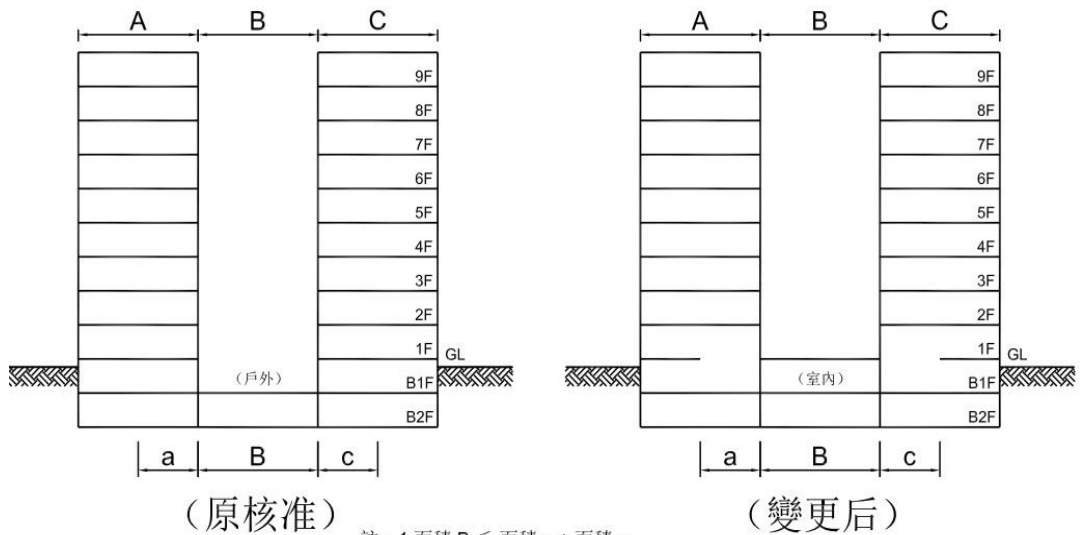 A B C
9F
8F
7F
6F
5F
4F
3F
2F
1F GL
(戶外) B1F
B2F
a B c
(原核准)
A B C
9F
8F
7F
6F
5F
4F
3F
2F
1F GL
(室內) B1F
B2F
a B c
(變更后)